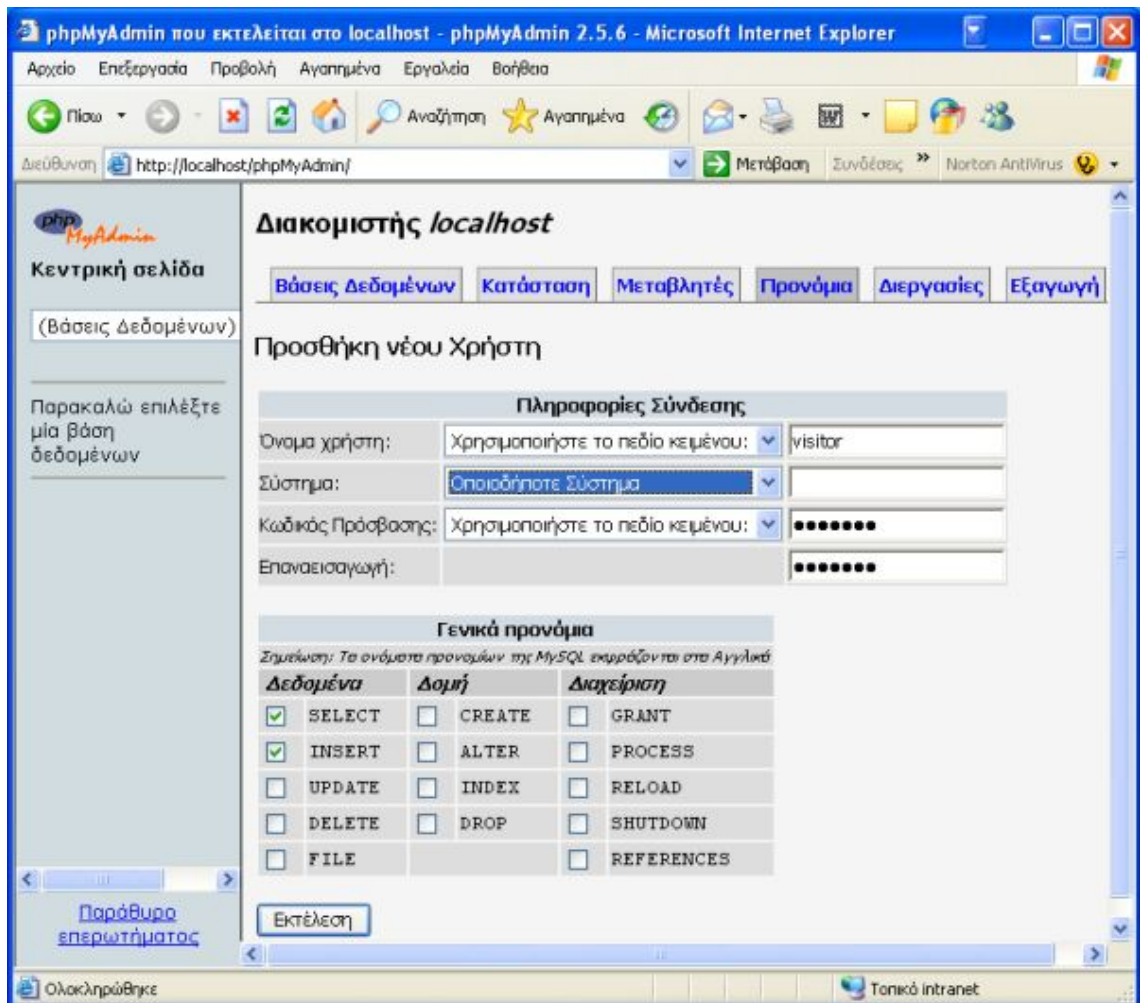 phpMyAdmin που εκτελείται στο localhost - phpMyAdmin 2.5.6 - Microsoft Internet Explorer
Αρχείο Επεξεργασία Προβολή Αγαπημένα Εργαλεία Βοήθεια
Πίσω Αναζήτηση Αγαπημένα
Διεύθυνση http://localhost/phpMyAdmin/ Μετάβαση Συνδέσεις » Norton AntiVirus
php MyAdmin
Κεντρική σελίδα
(Βάσεις Δεδομένων)
Παρακαλώ επιλέξτε
μία βάση
δεδομένων
Παράθυρο
επερωτήματος
Διακομιστής localhost
Βάσεις Δεδομένων Κατάσταση Μεταβλητές Προνόμια Διεργασίες Εξαγωγή
Προσθήκη νέου Χρήστη
Πληροφορίες Σύνδεσης
Όνομα χρήστη: Χρησιμοποιήστε το πεδίο κειμένου: visitor
Σύστημα: Οποιοδήποτε Σύστημα
Κωδικός Πρόσβασης: Χρησιμοποιήστε το πεδίο κειμένου: ●●●●●●●
Επαναεισαγωγή: ●●●●●●●
Γενικά προνόμια
Σημείωση: Τα ονόματα προνομίων της MySQL εκφράζονται στα Αγγλικά
Δεδομένα Δομή Διαχείριση
SELECT CREATE GRANT
INSERT ALTER PROCESS
UPDATE INDEX RELOAD
DELETE DROP SHUTDOWN
FILE REFERENCES
Εκτέλεση
Ολοκληρώθηκε Τοπικό intranet